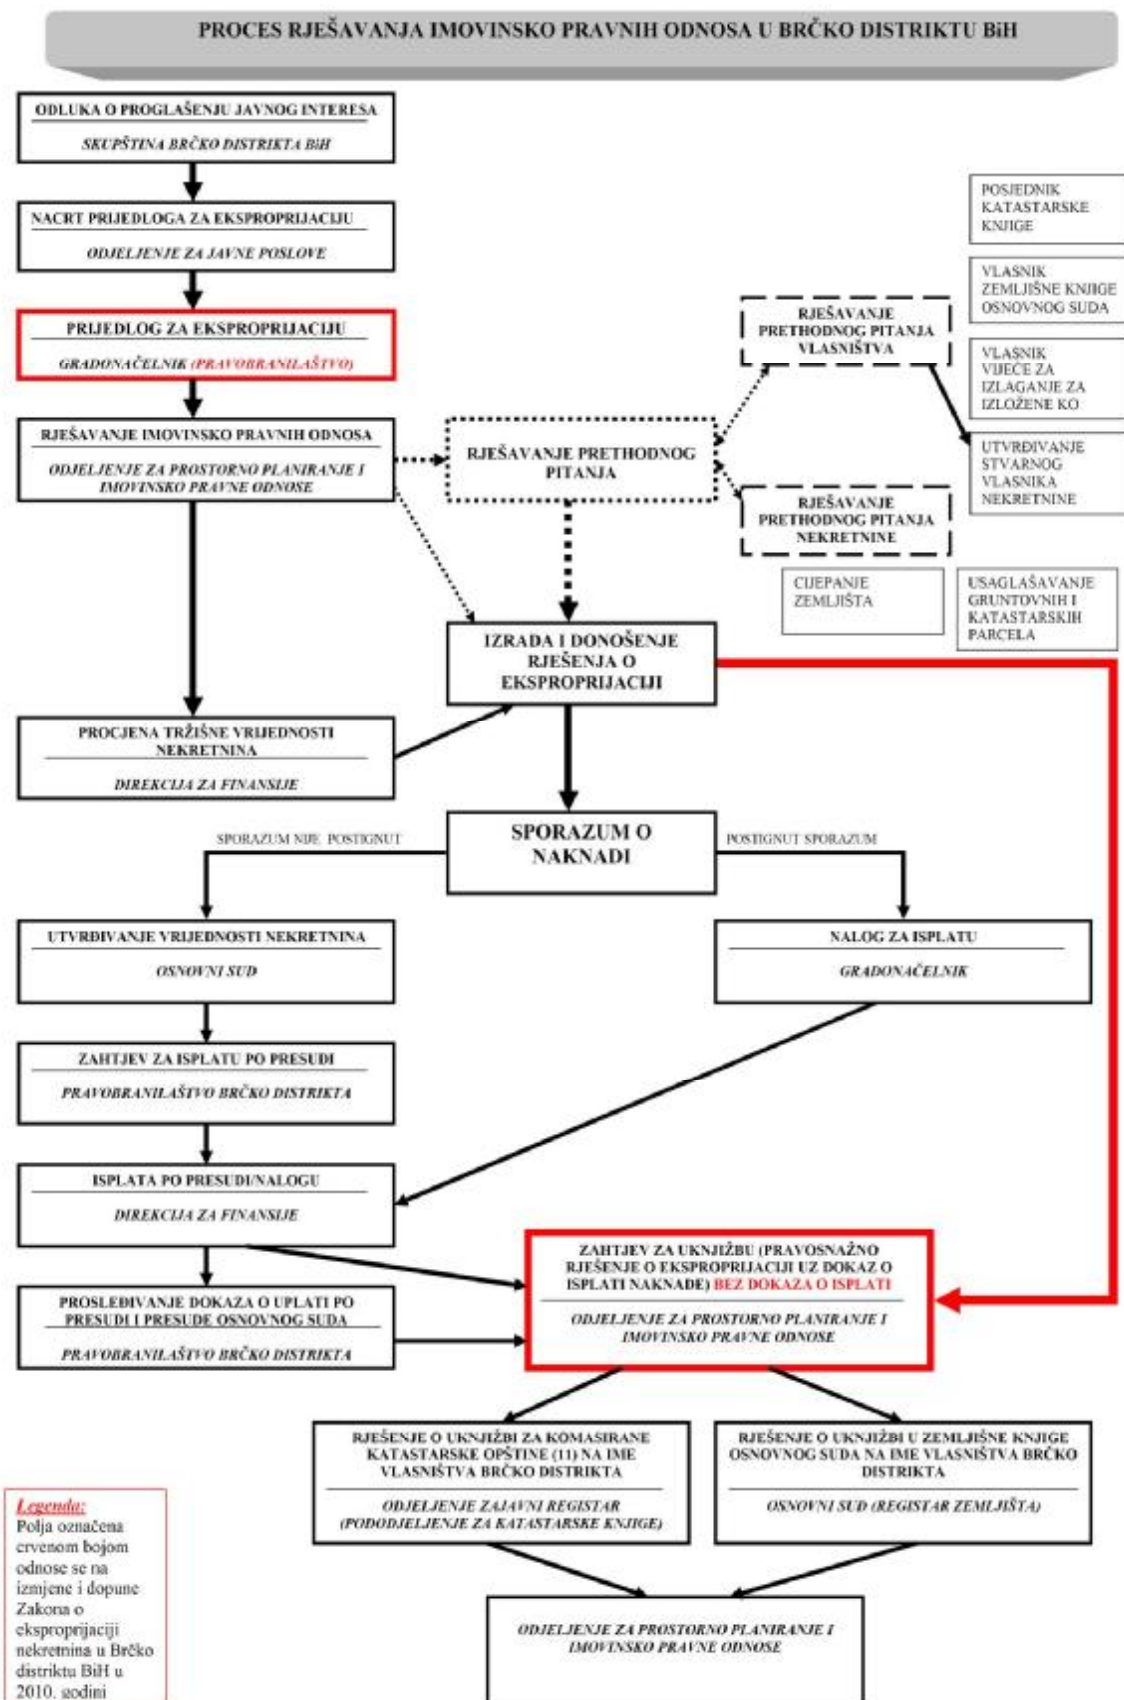 PROCES RJEŠAVANJA IMOVINSKO PRAVNIH ODNOSA U BRČKO DISTRIKTU BiH
ODLUKA O PROGLAŠENJU JAVNOG INTERESA
SKUPŠTINA BRČKO DISTRIKTA BiH
NACRT PRIJEDLOGA ZA EKSPROPRIJACIJU
ODJELJENJE ZA JAVNE POSLOVE
PRIJEDLOG ZA EKSPROPRIJACIJU
GRADONAČELNIK (PRAVOBRANILAŠTVO)
RJEŠAVANJE IMOVINSKO PRAVNIH ODNOSA
ODJELJENJE ZA PROSTORNO PLANIRANJE I
IMOVINSKO PRAVNE ODNOSE
RJEŠAVANJE PRETHODNOG
PITANJA
RJEŠAVANJE
PRETHODNOG PITANJA
VLASNIŠTVA
RJEŠAVANJE
PRETHODNOG PITANJA
NEKRETNINE
POSJEDNIK
KATASTARSKE
KNJIGE
VLASNIK
ZEMLJIŠNE KNJIGE
OSNOVNOG SUDA
VLASNIK
VIJEĆE ZA
IZLAGANJE ZA
IZLOŽENE KO
UTVRĐIVANJE
STVARNOG
VLASNIKA
NEKRETNINE
CIJEPANJE
ZEMLJIŠTA
USAGLAŠAVANJE
GRUNTOVNIH I
KATASTARSKIH
PARCELA
IZRADA I DONOŠENJE
RJEŠENJA O
EKSPROPRIJACIJI
PROCJENA TRŽIŠNE VRIJEDNOSTI
NEKRETNINA
DIREKCIJA ZA FINANSIJE
SPORAZUM NIJE POSTIGNUT
SPORAZUM O
NAKNADI
POSTIGNUT SPORAZUM
UTVRĐIVANJE VRIJEDNOSTI NEKRETNINA
OSNOVNI SUD
NALOG ZA ISPLATU
GRADONAČELNIK
ZAHTJEV ZA ISPLATU PO PRESUDI
PRAVOBRANILAŠTVO BRČKO DISTRIKTA
ISPLATA PO PRESUDI/NALOGU
DIREKCIJA ZA FINANSIJE
PROSLEĐIVANJE DOKAZA O UPLATI PO
PRESUDI I PRESUDE OSNOVNOG SUDA
PRAVOBRANILAŠTVO BRČKO DISTRIKTA
ZAHTJEV ZA UKNJIŽBU (PRAVOSNAŽNO
RJEŠENJE O EKSPROPRIJACIJI UZ DOKAZ O
ISPLATI NAKNADE) BEZ DOKAZA O ISPLATI
ODJELJENJE ZA PROSTORNO PLANIRANJE I
IMOVINSKO PRAVNE ODNOSE
RJEŠENJE O UKNJIŽBI ZA KOMASIRANE
KATASTARSKE OPŠTINE (11) NA IME
VLASNIŠTVA BRČKO DISTRIKTA
ODJELJENJE ZAJAVNI REGISTAR
(PODODJELJENJE ZA KATASTARSKE KNJIGE)
RJEŠENJE O UKNJIŽBI U ZEMLJIŠNE KNJIGE
OSNOVNOG SUDA NA IME VLASNIŠTVA BRČKO
DISTRIKTA
OSNOVNI SUD (REGISTAR ZEMLJIŠTA)
ODJELJENJE ZA PROSTORNO PLANIRANJE I
IMOVINSKO PRAVNE ODNOSE
Legenda:
Polja označena
crvenom bojom
odnose se na
izmjene i dopune
Zakona o
eksproprijaciji
nekretnina u Brčko
distriktu BiH u
2010. godini